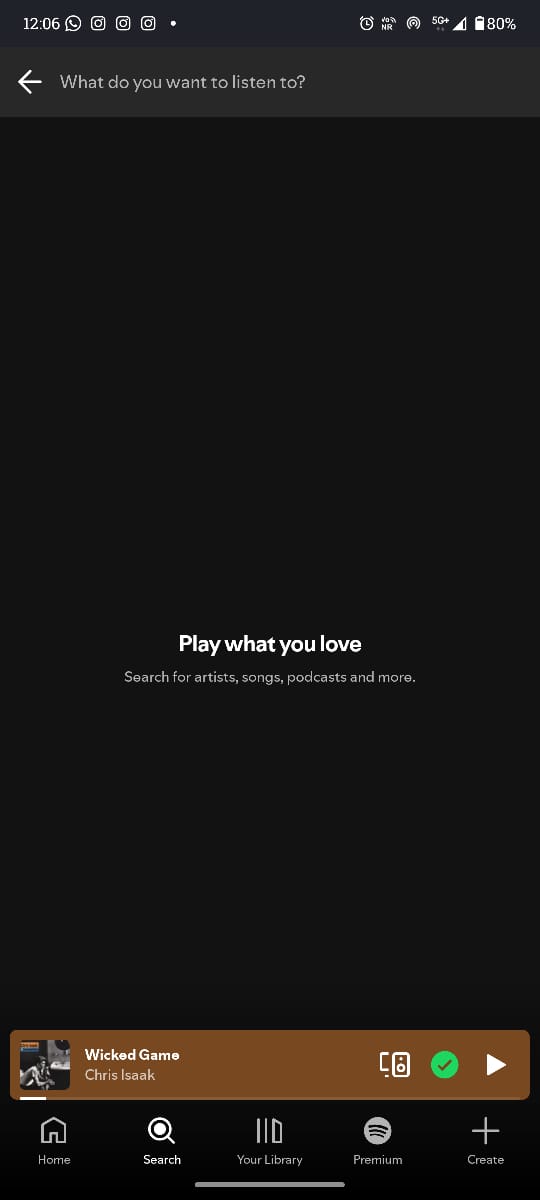 12:06
Vo))
NR
5G+
80%
What do you want to listen to?
Play what you love
Search for artists, songs, podcasts and more.
Wicked Game
Chris Isaak
Home
Search
Your Library
Premium
Create